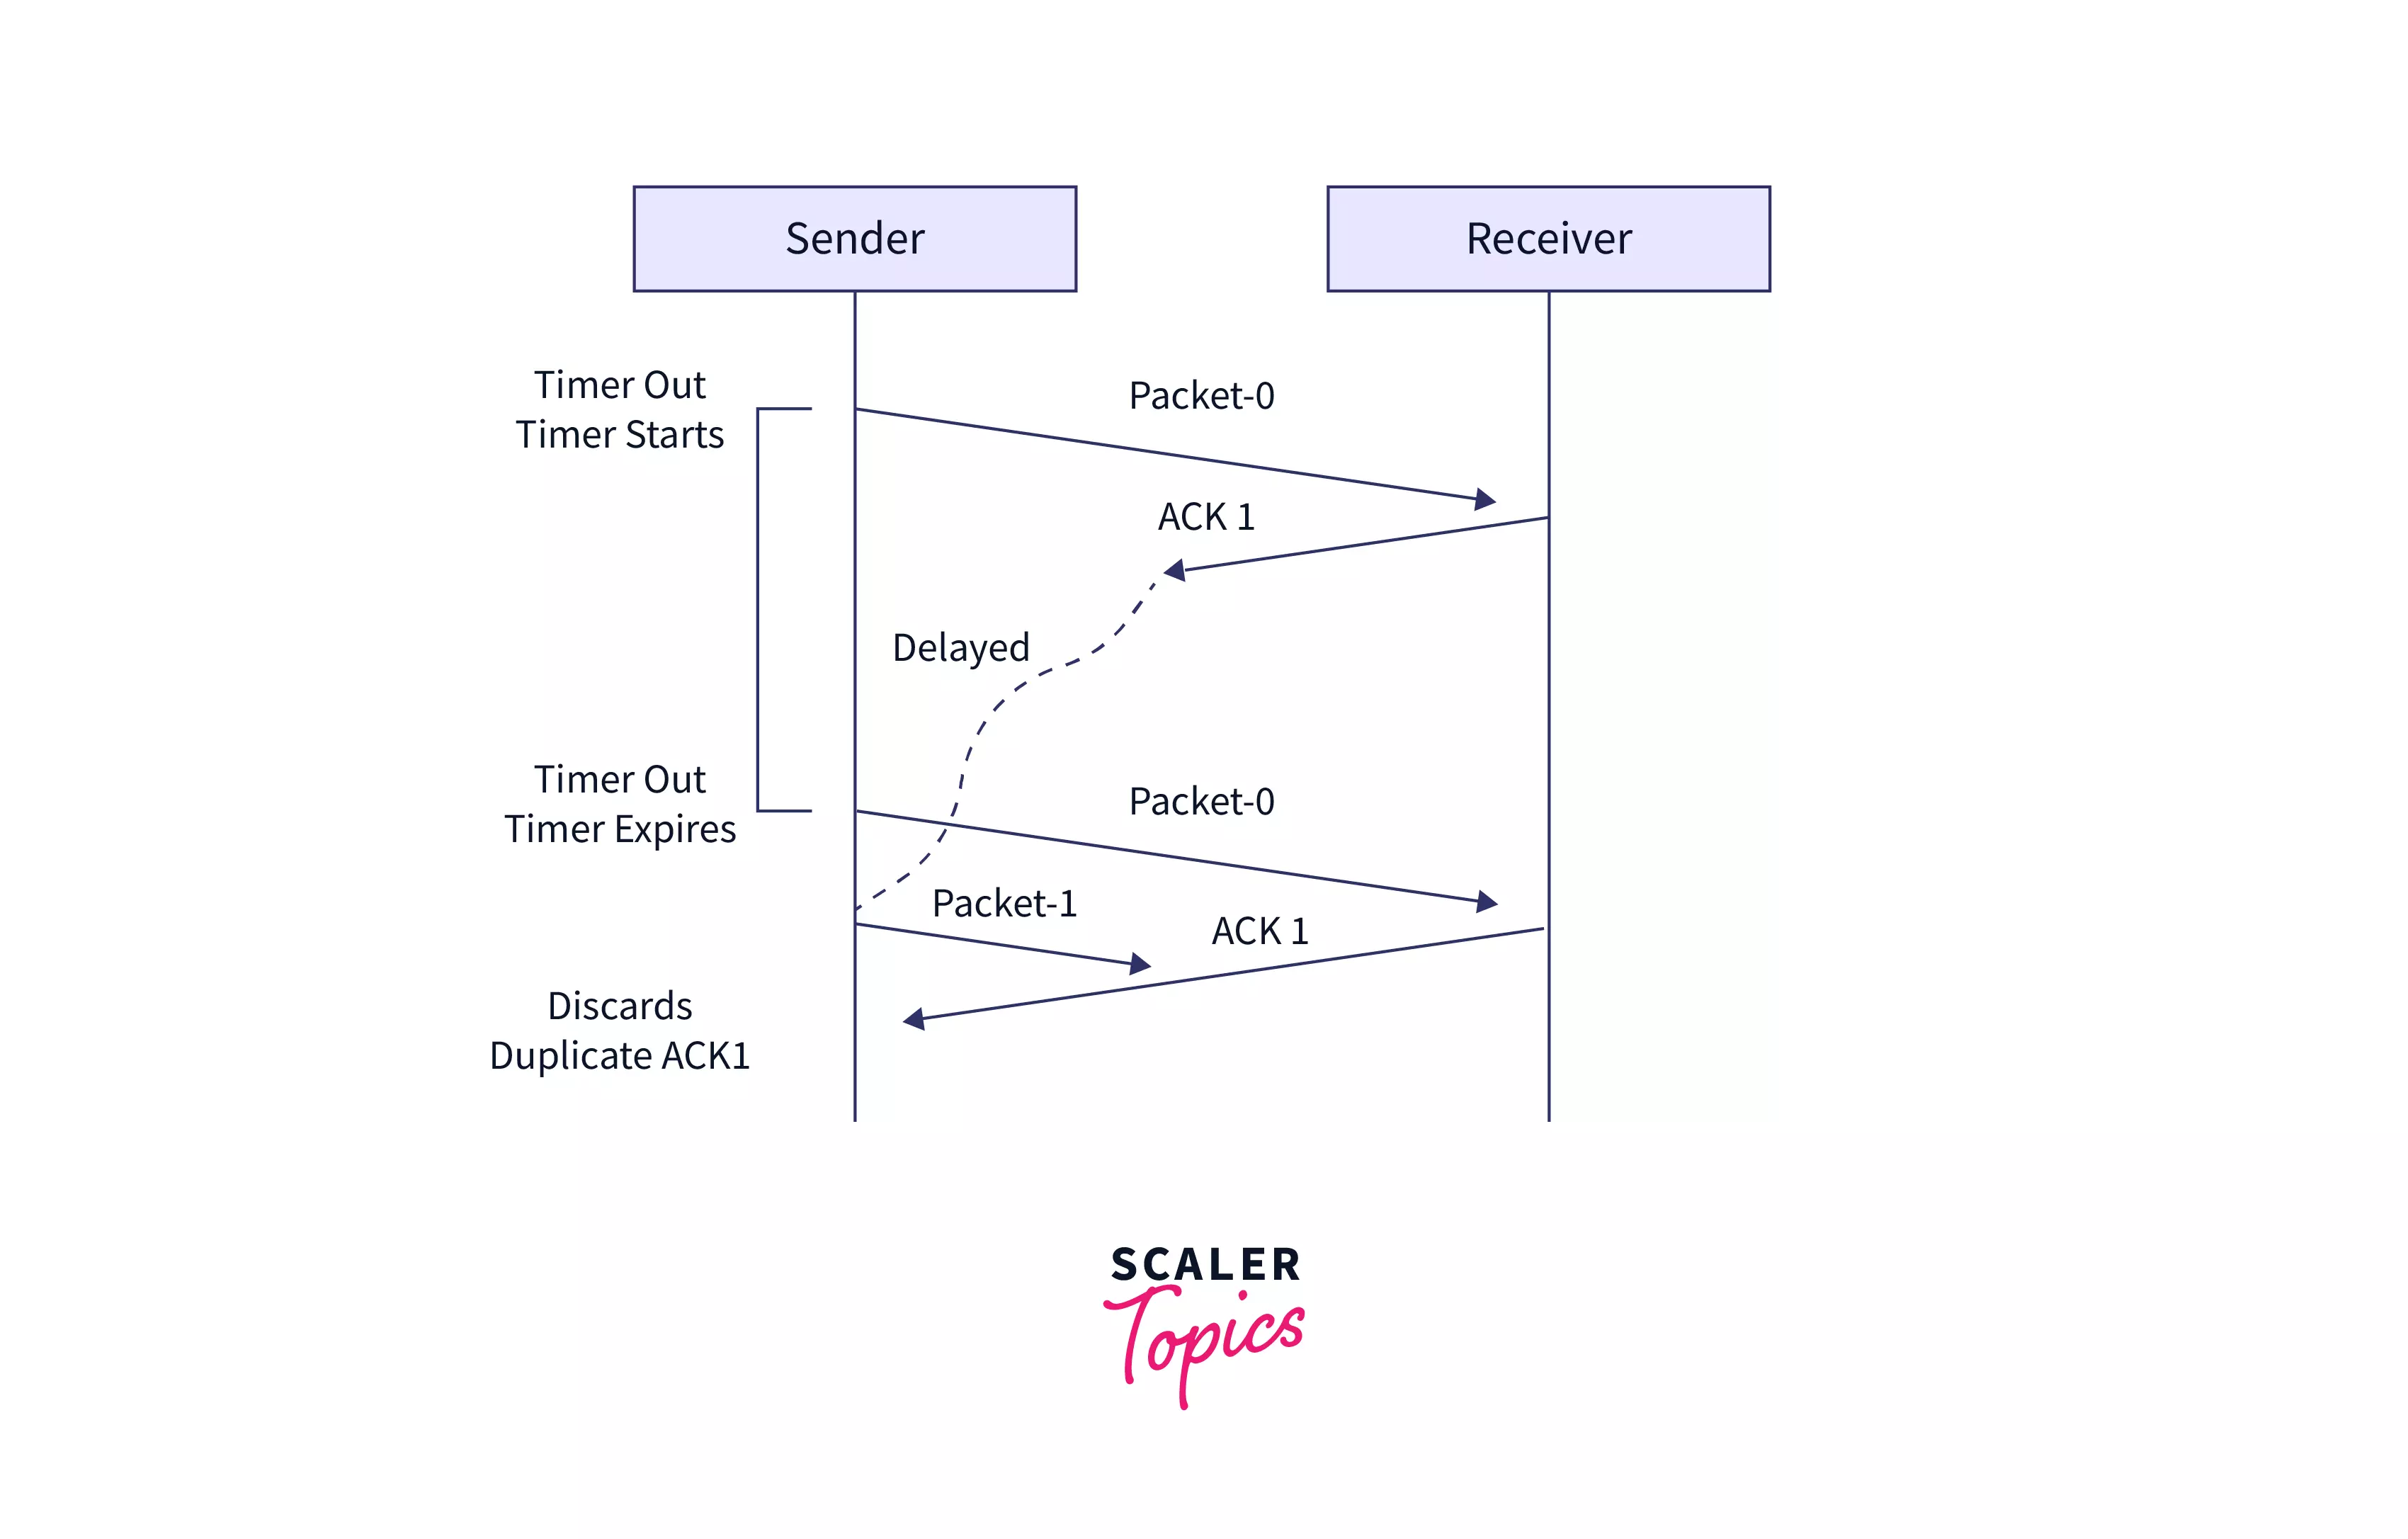 Sender
Receiver
Timer Out
Timer Starts
Packet-0
ACK 1
Delayed
Timer Out
Timer Expires
Packet-0
Packet-1
ACK 1
Discards
Duplicate ACK1
SCALER
Topics